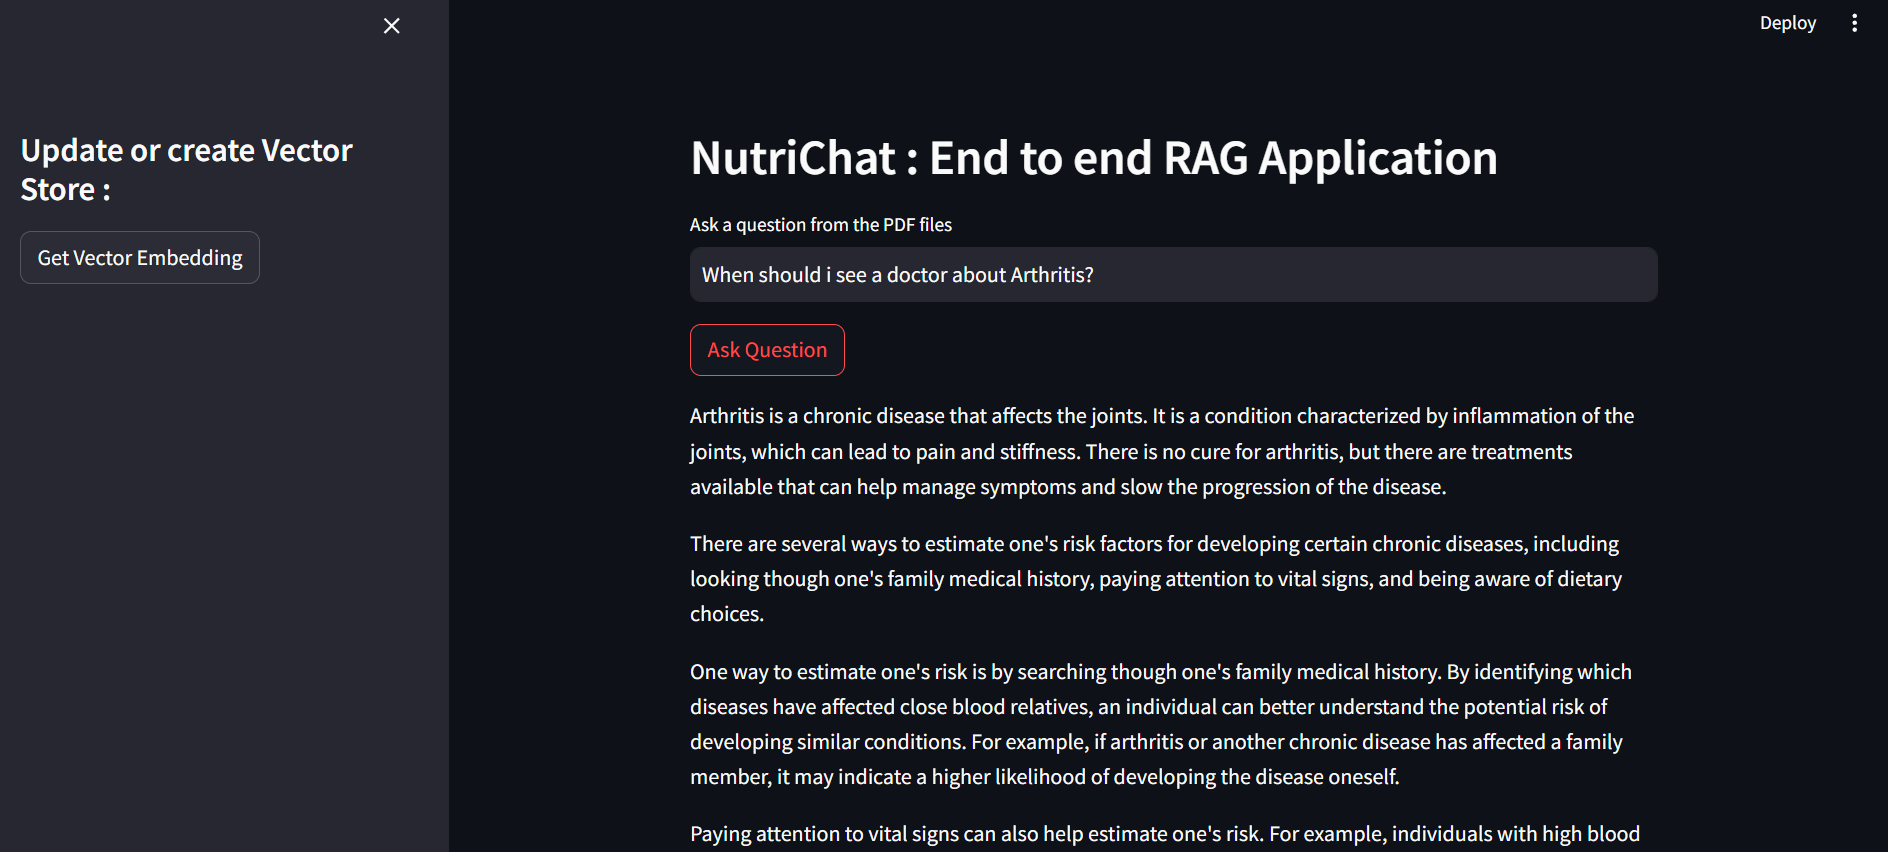 Deploy
Update or create Vector
Store :
Get Vector Embedding
NutriChat : End to end RAG Application
Ask a question from the PDF files
When should i see a doctor about Arthritis?
Ask Question
Arthritis is a chronic disease that affects the joints. It is a condition characterized by inflammation of the
joints, which can lead to pain and stiffness. There is no cure for arthritis, but there are treatments
available that can help manage symptoms and slow the progression of the disease.
There are several ways to estimate one's risk factors for developing certain chronic diseases, including
looking though one's family medical history, paying attention to vital signs, and being aware of dietary
choices.
One way to estimate one's risk is by searching though one's family medical history. By identifying which
diseases have affected close blood relatives, an individual can better understand the potential risk of
developing similar conditions. For example, if arthritis or another chronic disease has affected a family
member, it may indicate a higher likelihood of developing the disease oneself.
Paying attention to vital signs can also help estimate one's risk. For example, individuals with high blood